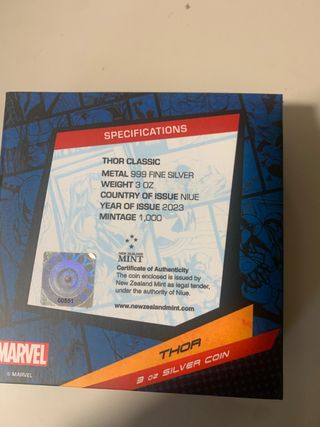 SPECIFICATIONS
THOR CLASSIC
METAL 999 FINE SILVER
WEIGHT 3 OZ
COUNTRY OF ISSUE NIUE
YEAR OF ISSUE 2023
MINTAGE 1,000
NEW ZEALAND
MINT
Certificate of Authenticity
The coin enclosed is issued by
New Zealand Mint as legal tender,
under the authority of Niue.
www.newzealandmint.com
MARVEL
© MARVEL
THOR
3 OZ SILVER COIN